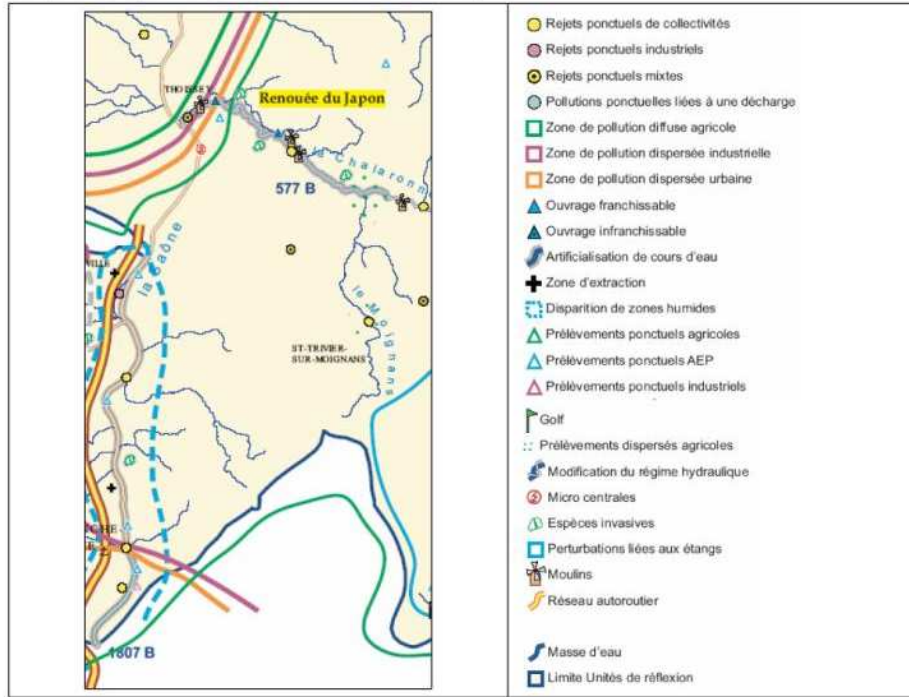 THOISSEY
Renouée du Japon
la Chalaronne
577 B
la Saône
VILLE
le Moignans
ST-TRIVIER-
SUR-MOIGNANS
1807 B
Rejets ponctuels de collectivités
Rejets ponctuels industriels
Rejets ponctuels mixtes
Pollutions ponctuelles liées à une décharge
Zone de pollution diffuse agricole
Zone de pollution dispersée industrielle
Zone de pollution dispersée urbaine
Ouvrage franchissable
Ouvrage infranchissable
Artificialisation de cours d'eau
Zone d'extraction
Disparition de zones humides
Prélèvements ponctuels agricoles
Prélèvements ponctuels AEP
Prélèvements ponctuels industriels
Golf
Prélèvements dispersés agricoles
Modification du régime hydraulique
Micro centrales
Espèces invasives
Perturbations liées aux étangs
Moulins
Réseau autoroutier
Masse d'eau
Limite Unités de réflexion